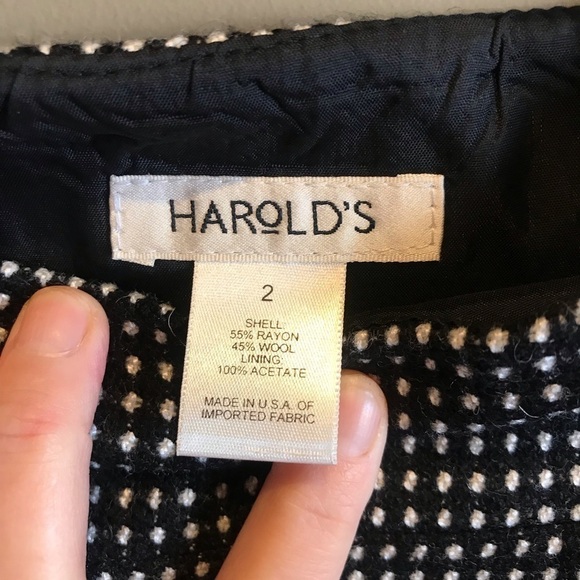 HAROLD'S
2
SHELL:
55% RAYON
45% WOOL
LINING:
100% ACETATE
MADE IN U.S.A. OF
IMPORTED FABRIC